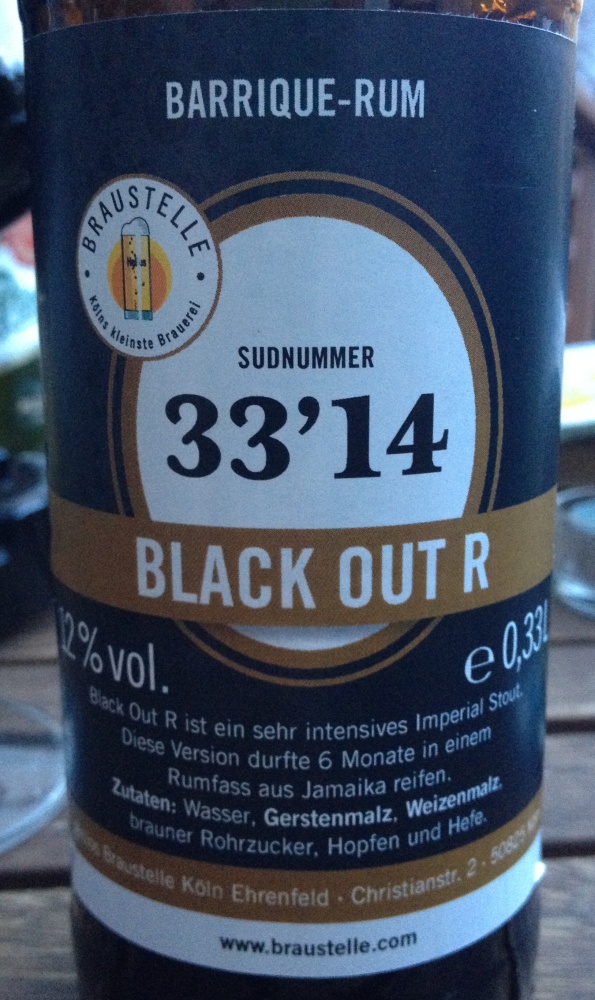 BARRIQUE-RUM
BRAUSTELLE
Kölns kleinste Brauerei
SUDNUMMER
33’14
BLACK OUT R
12%vol.
e 0,33L
Black Out R ist ein sehr intensives Imperial Stout.
Diese Version durfte 6 Monate in einem
Rumfass aus Jamaika reifen.
Zutaten: Wasser, Gerstenmalz, Weizenmalz,
brauner Rohrzucker, Hopfen und Hefe.
Braustelle Köln Ehrenfeld · Christianstr. 2 · 50825
www.braustelle.com